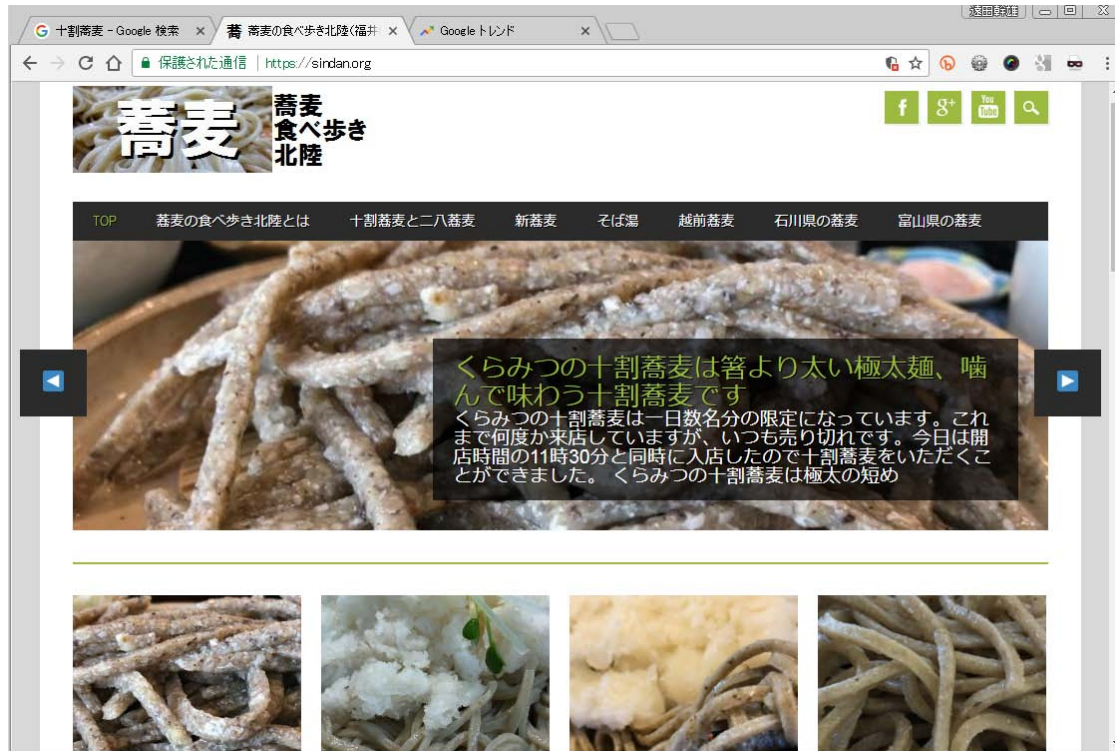 遠田幹雄
十割蕎麦 - Google 検索
蕎麦の食べ歩き北陸(福井
Google トレンド
保護された通信
https://sindan.org
蕎麦
蕎麦
食べ歩き
北陸
f
g+
You
Tube
TOP
蕎麦の食べ歩き北陸とは
十割蕎麦と二八蕎麦
新蕎麦
そば湯
越前蕎麦
石川県の蕎麦
富山県の蕎麦
くらみつの十割蕎麦は箸より太い極太麺、噛
んで味わう十割蕎麦です
くらみつの十割蕎麦は一日数名分の限定になっています。これ
まで何度か来店していますが、いつも売り切れです。今日は開
店時間の11時30分と同時に入店したので十割蕎麦をいただくこ
とができました。 くらみつの十割蕎麦は極太の短め